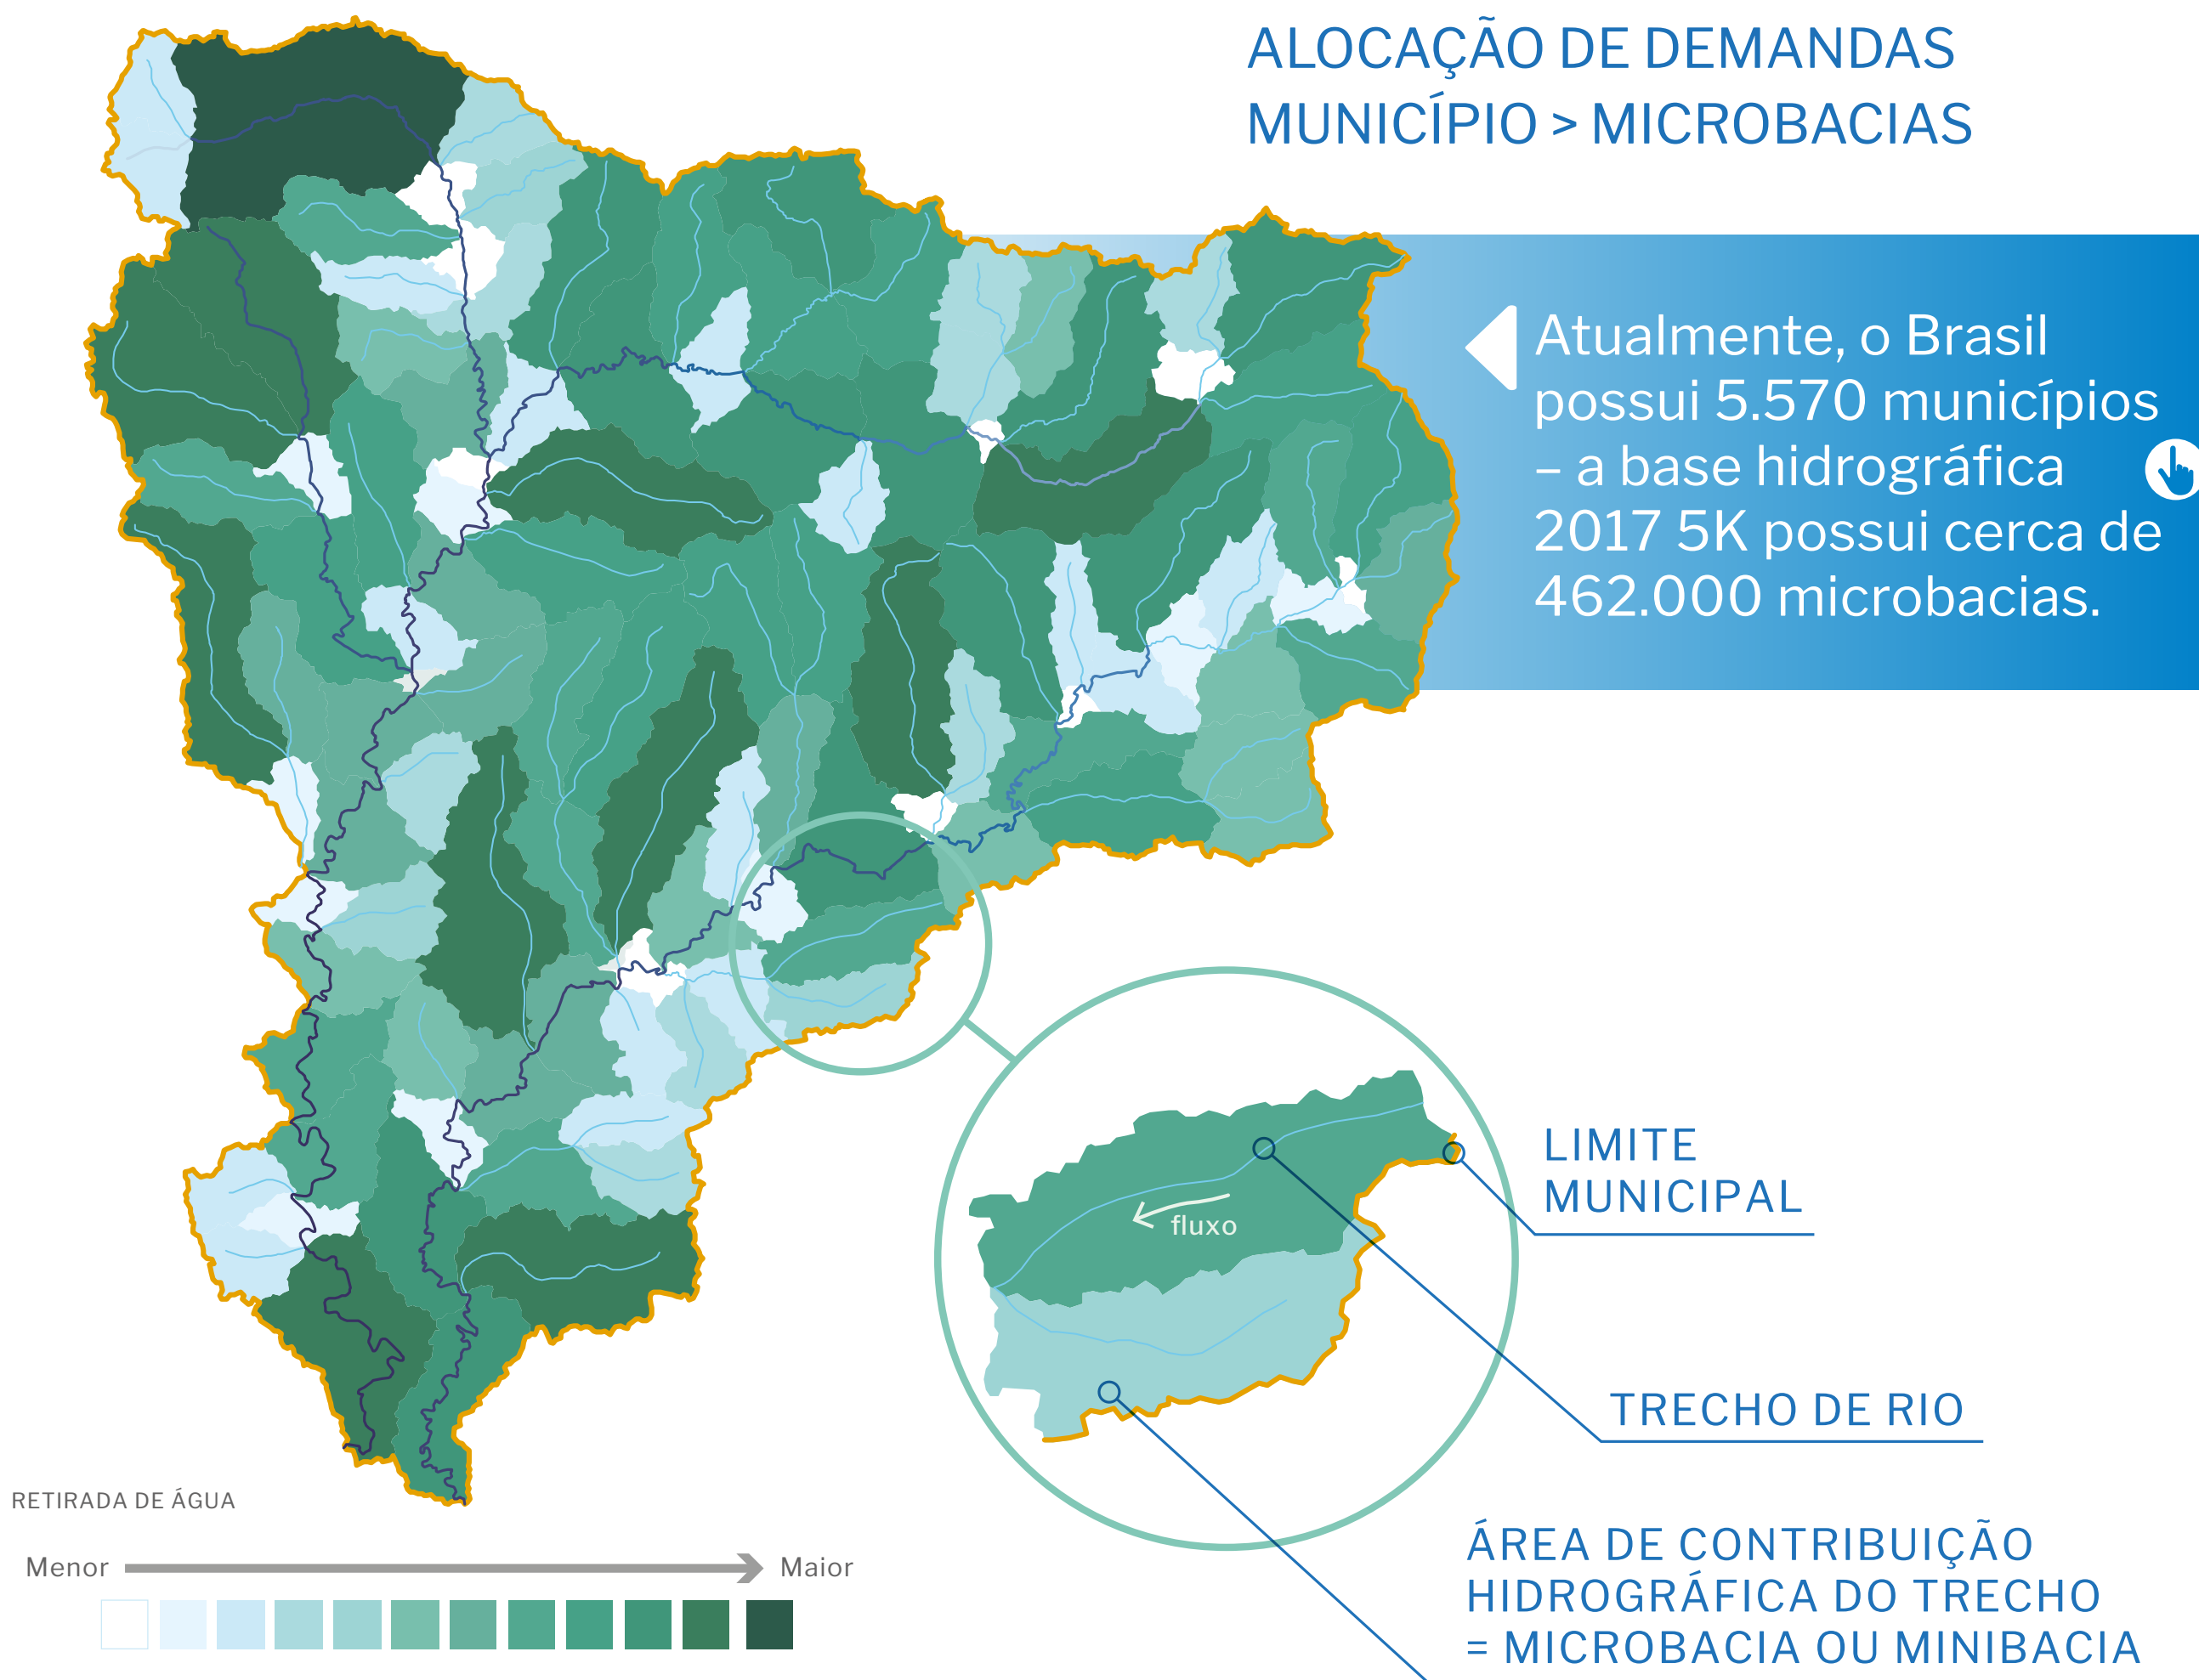 ALOCAÇÃO DE DEMANDAS
MUNICÍPIO > MICROBACIAS
Atualmente, o Brasil
possui 5.570 municípios
– a base hidrográfica
2017 5K possui cerca de
462.000 microbacias.
fluxo
LIMITE
MUNICIPAL
TRECHO DE RIO
ÁREA DE CONTRIBUIÇÃO
HIDROGRÁFICA DO TRECHO
= MICROBACIA OU MINIBACIA
RETIRADA DE ÁGUA
Menor
Maior